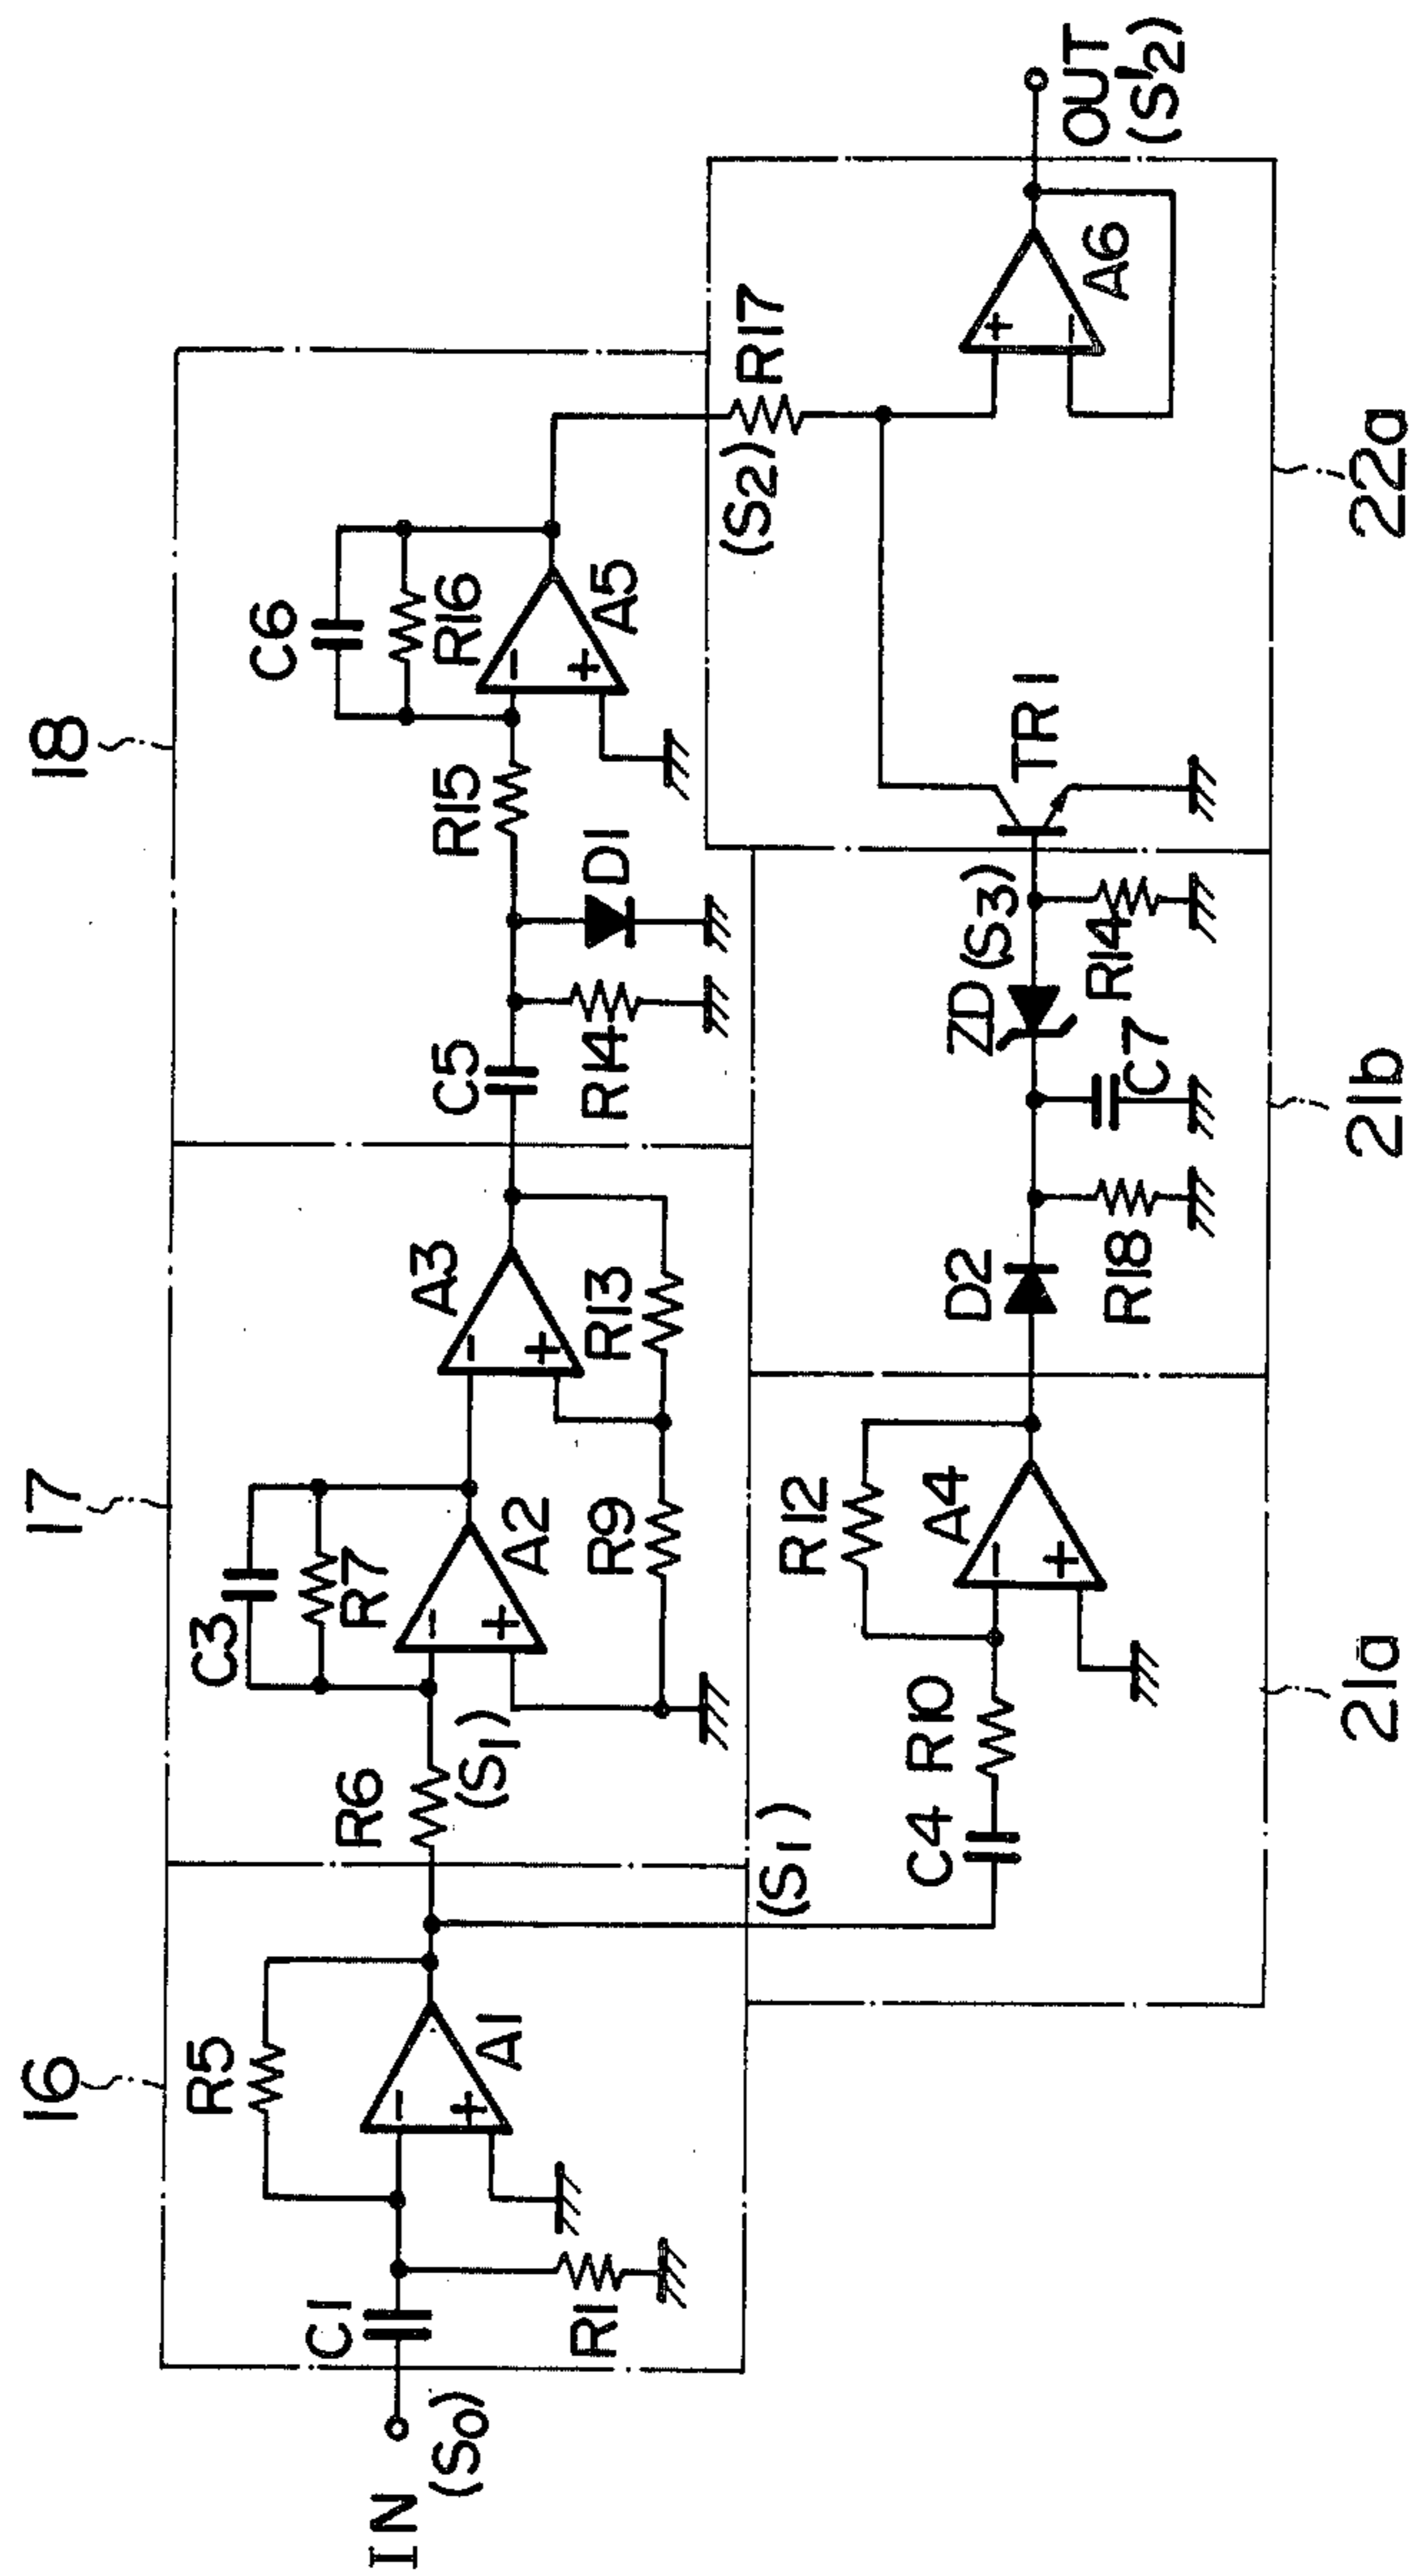 16
17
18
C3
C6
R5
R7
R16
R6
R15
C5
D1
A1
(S1)
A2
A3
A5
C1
R14
R1
R9
R13
IN
(S0)
(S1)
(S2)
R17
R12
D2
ZD
(S3)
TR1
C4
R10
A4
R18
C7
R14
A6
OUT
(S'2)
21a
21b
22a